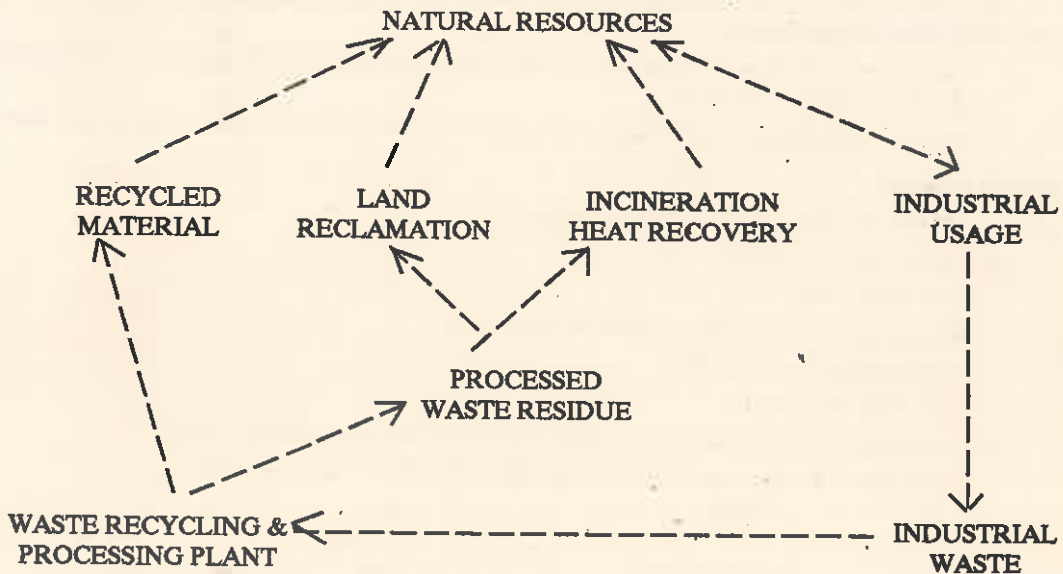 NATURAL RESOURCES
RECYCLED
MATERIAL
LAND
RECLAMATION
INCINERATION
HEAT RECOVERY
INDUSTRIAL
USAGE
PROCESSED
WASTE RESIDUE
WASTE RECYCLING &
PROCESSING PLANT
INDUSTRIAL
WASTE